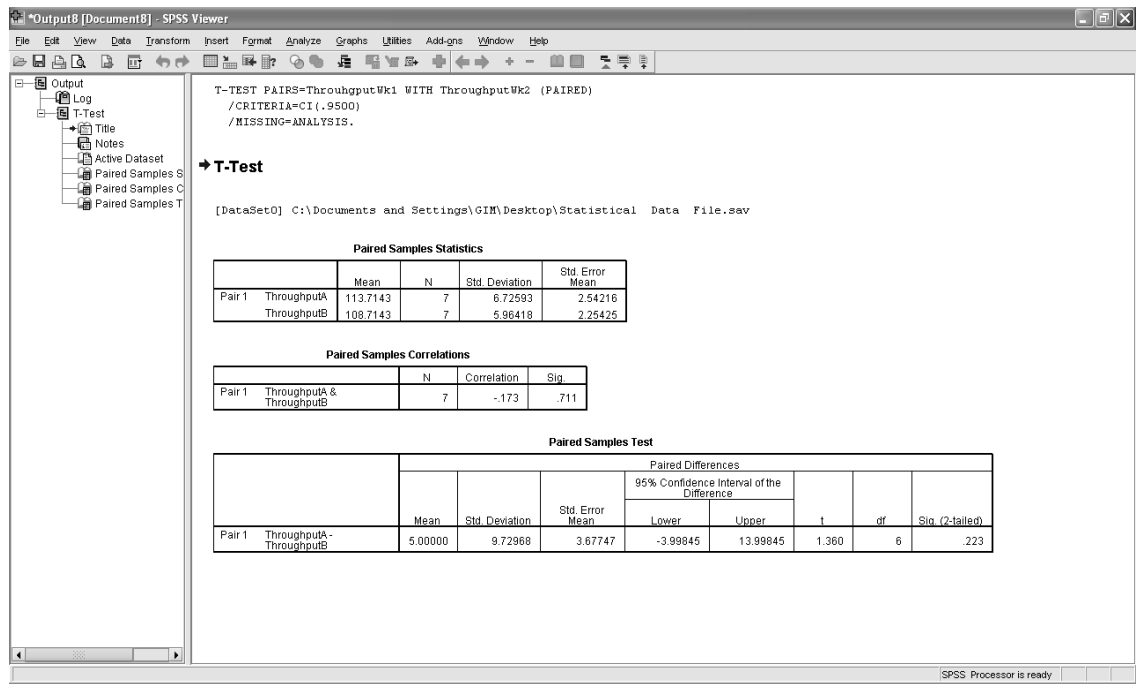 *Output8 [Document8] - SPSS Viewer
File Edit View Data Transform Insert Format Analyze Graphs Utilities Add-ons Window Help
Output
Log
T-Test
Title
Notes
Active Dataset
Paired Samples S
Paired Samples C
Paired Samples T
T-TEST PAIRS=ThrouhgputWk1 WITH ThroughputWk2 (PAIRED)
/CRITERIA=CI(.9500)
/MISSING=ANALYSIS.
T-Test
[DataSet0] C:\Documents and Settings\GIM\Desktop\Statistical Data File.sav
Paired Samples Statistics
Mean N Std. Deviation Std. Error Mean
Pair 1 ThroughputA 113.7143 7 6.72593 2.54216
ThroughputB 108.7143 7 5.96418 2.25425
Paired Samples Correlations
N Correlation Sig.
Pair 1 ThroughputA & ThroughputB 7 -.173 .711
Paired Samples Test
Paired Differences
95% Confidence Interval of the Difference
Mean Std. Deviation Std. Error Mean Lower Upper t df Sig. (2-tailed)
Pair 1 ThroughputA - ThroughputB 5.00000 9.72968 3.67747 -3.99845 13.99845 1.360 6 .223
SPSS Processor is ready